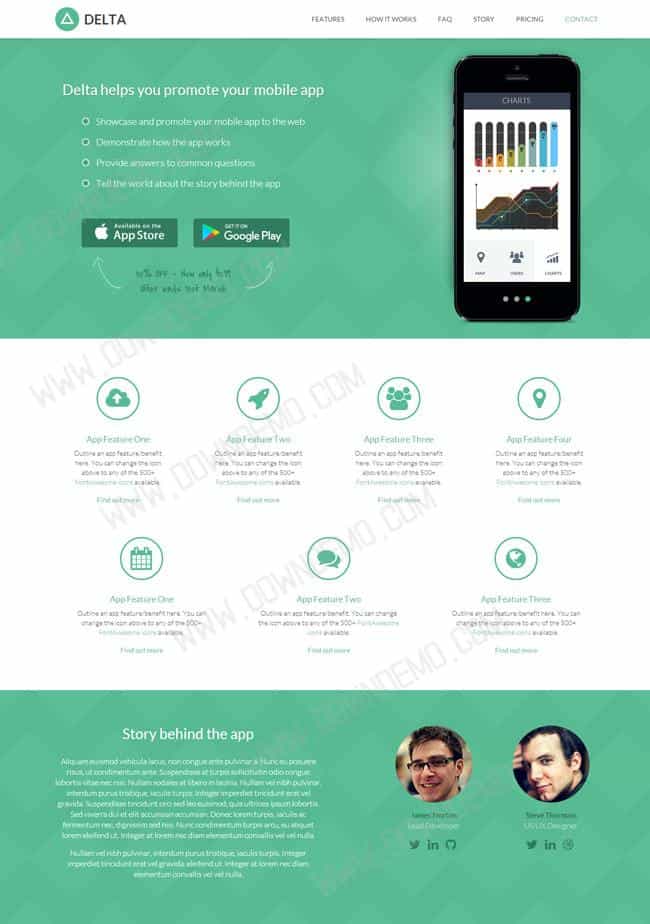 DELTA
FEATURES HOW IT WORKS FAQ STORY PRICING CONTACT
Delta helps you promote your mobile app
Showcase and promote your mobile app to the web
Demonstrate how the app works
Provide answers to common questions
Tell the world about the story behind the app
Available on the
App Store
GET IT ON
Google Play
CHARTS
MAP USERS CHARTS
App Feature One
Outline an app feature/benefit
here. You can change the icon
above to any of the 500+
FontAwesome icons available.
Find out more
App Feature Two
Outline an app feature/benefit
here. You can change the icon
above to any of the 500+
FontAwesome icons available.
Find out more
App Feature Three
Outline an app feature/benefit
here. You can change the icon
above to any of the 500+
FontAwesome icons available.
Find out more
App Feature Four
Outline an app feature/benefit
here. You can change the icon
above to any of the 500+
FontAwesome icons available.
Find out more
App Feature One
Outline an app feature/benefit here. You can
change the icon above to any of the 500+
FontAwesome icons available.
Find out more
App Feature Two
Outline an app feature/benefit. You can change
the icon above to any of the 500+ FontAwesome
icons available.
Find out more
App Feature Three
Outline an app feature/benefit here. You can
change the icon above to any of the 500+
FontAwesome icons available.
Find out more
Story behind the app
Aliquam euismod vehicula lacus, non congue ante pulvinar a. Nunc eu posuere
risus, ut condimentum ante. Suspendisse at turpis sollicitudin odio congue
lobortis vitae nec nisi. Nullam sodales at libero in lacinia. Nullam vel nibh pulvinar,
interdum purus tristique, iaculis turpis. Integer tincidunt erat vel
gravida. Suspendisse tincidunt orci sed leo euismod, quis ultrices ipsum lobortis.
Sed viverra dui et elit accumsan accumsan. Donec lorem turpis, iaculis ac
fermentum nec, dignissim sed nisi. Nunc condimentum turpis arcu, eu aliquet
lorem eleifend ut. Integer at lorem diam elementum convallis vel vel nulla.
Nullam vel nibh pulvinar, interdum purus tristique, iaculis turpis. Integer
imperdiet tincidunt erat vel gravida. eleifend ut. Integer at lorem diam
elementum convallis vel vel nulla.
James Norton
Lead Developer
UX/UI Designer
WWW.DOWNDEMO.COM
WWW.DOWNDEMO.COM
WWW.DOWNDEMO.COM